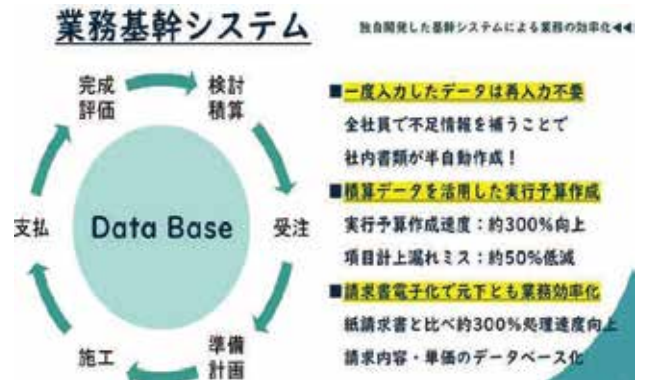 業務基幹システム
独自開発した基幹システムによる業務の効率化◀◀
完成
評価
検討
積算
受注
準備
計画
施工
支払
Data Base
■一度入力したデータは再入力不要
全社員で不足情報を補うことで
社内書類が半自動作成！
■積算データを活用した実行予算作成
実行予算作成速度：約300%向上
項目計上漏れミス：約50%低減
■請求書電子化で元下とも業務効率化
紙請求書と比べ約300%処理速度向上
請求内容・単価のデータベース化